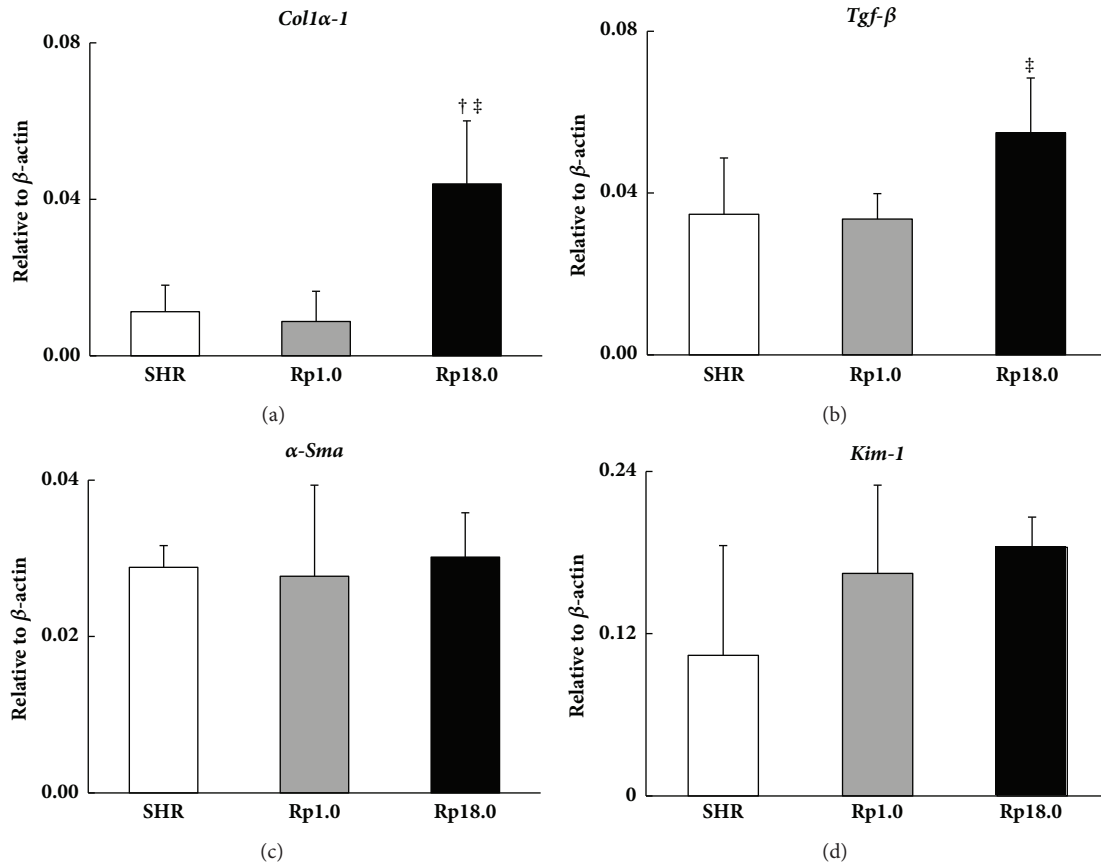 Col1α-1
0.08
0.04
0.00
Relative to β-actin
† ‡
SHR Rp1.0 Rp18.0
(a)
Tgf-β
0.08
0.04
0.00
Relative to β-actin
‡
SHR Rp1.0 Rp18.0
(b)
α-Sma
0.04
0.02
0.00
Relative to β-actin
SHR Rp1.0 Rp18.0
(c)
Kim-1
0.24
0.12
0
Relative to β-actin
SHR Rp1.0 Rp18.0
(d)